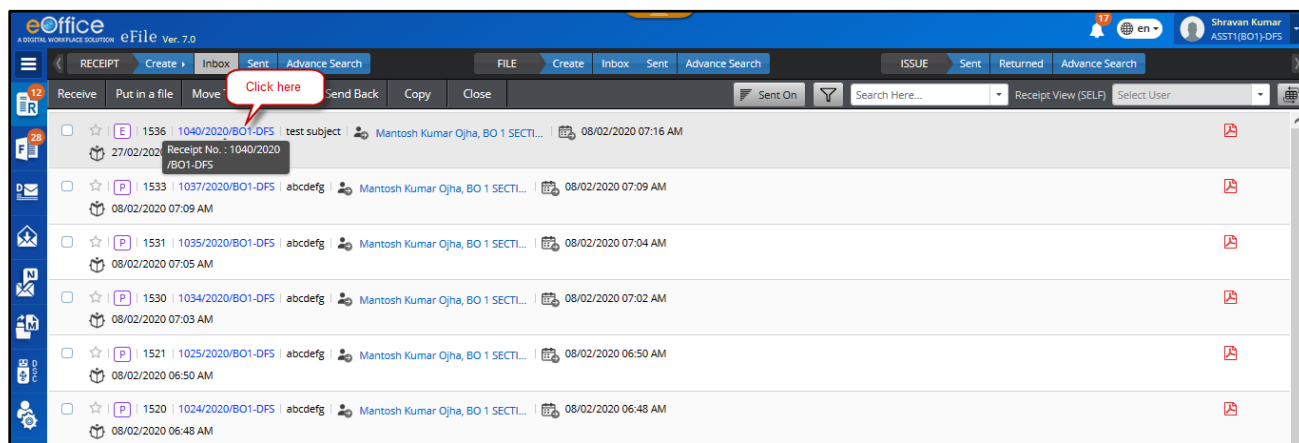 eOffice
A DIGITAL WORKPLACE SOLUTION eFile Ver. 7.0
17 en Shravan Kumar
ASST1(BO1)-DFS
RECEIPT Create Inbox Sent Advance Search FILE Create Inbox Sent Advance Search ISSUE Sent Returned Advance Search
Click here
12 R
Receive Put in a file Move Send Back Copy Close Sent On Search Here... Receipt View (SELF) Select User
E 1536 1040/2020/BO1-DFS test subject Mantosh Kumar Ojha, BO 1 SECTI... 08/02/2020 07:16 AM
28 F
27/02/202
Receipt No. : 1040/2020
/BO1-DFS
P 1533 1037/2020/BO1-DFS abcdefg Mantosh Kumar Ojha, BO 1 SECTI... 08/02/2020 07:09 AM
D
08/02/2020 07:09 AM
P 1531 1035/2020/BO1-DFS abcdefg Mantosh Kumar Ojha, BO 1 SECTI... 08/02/2020 07:04 AM
08/02/2020 07:05 AM
N
P 1530 1034/2020/BO1-DFS abcdefg Mantosh Kumar Ojha, BO 1 SECTI... 08/02/2020 07:02 AM
08/02/2020 07:03 AM
M
P 1521 1025/2020/BO1-DFS abcdefg Mantosh Kumar Ojha, BO 1 SECTI... 08/02/2020 06:50 AM
DSC
08/02/2020 06:50 AM
P 1520 1024/2020/BO1-DFS abcdefg Mantosh Kumar Ojha, BO 1 SECTI... 08/02/2020 06:48 AM
08/02/2020 06:48 AM